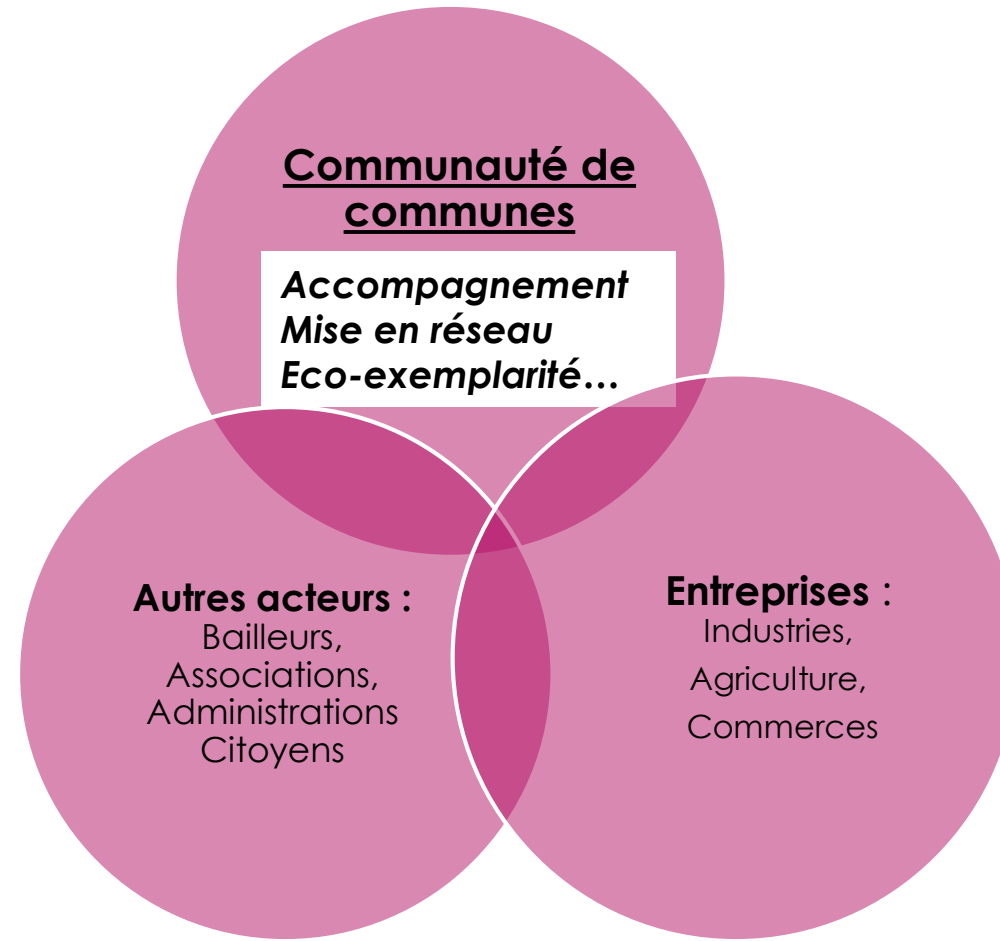 Communauté de
communes
Accompagnement
Mise en réseau
Eco-exemplarité…
Autres acteurs :
Bailleurs,
Associations,
Administrations
Citoyens
Entreprises :
Industries,
Agriculture,
Commerces